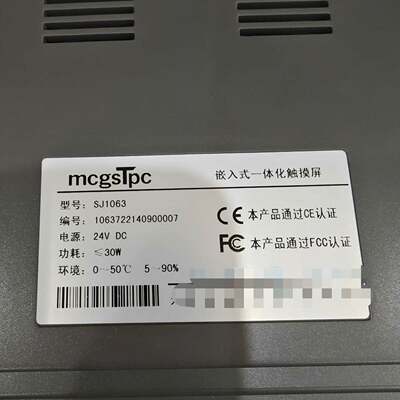 mcgsTpc
嵌入式一体化触摸屏
型号: SJ1063
编号: 1063722140900007
电源: 24V DC
功耗: ≤30W
环境: 0—50℃ 5—90%
CE 本产品通过CE认证
FC 本产品通过FCC认证